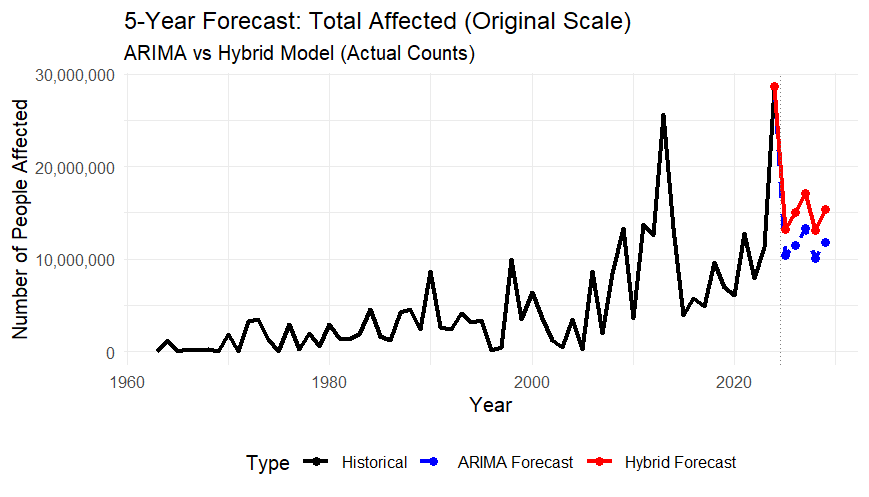 5-Year Forecast: Total Affected (Original Scale)
ARIMA vs Hybrid Model (Actual Counts)
Number of People Affected
30,000,000
20,000,000
10,000,000
0
1960 1980 2000 2020
Year
Type Historical ARIMA Forecast Hybrid Forecast